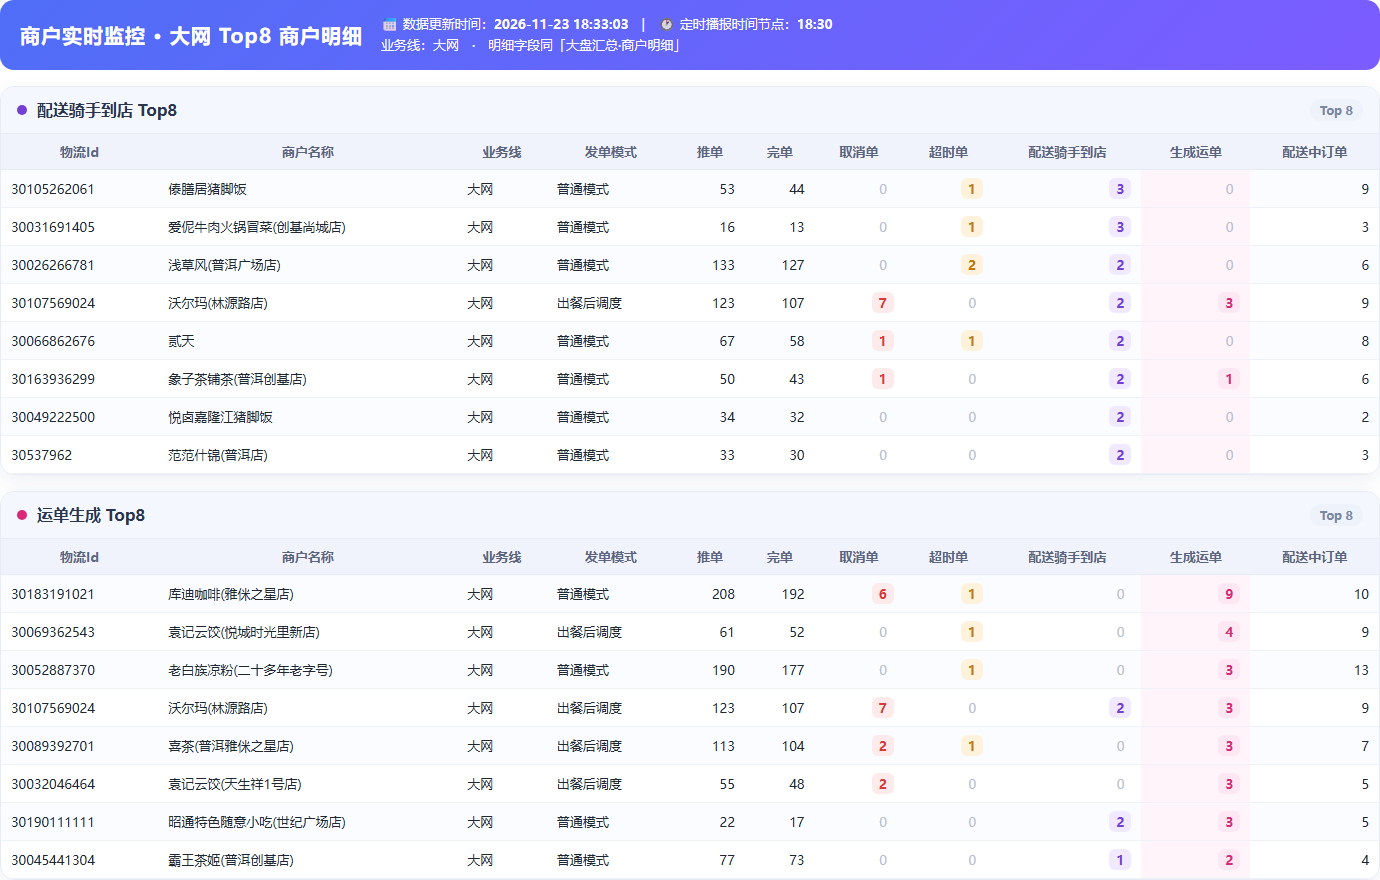 商户实时监控 • 大网 Top8 商户明细
数据更新时间：2026-11-23 18:33:03 | 定时播报时间节点：18:30
业务线：大网 · 明细字段同「大盘汇总·商户明细」
配送骑手到店 Top8 Top 8
物流Id 商户名称 业务线 发单模式 推单 完单 取消单 超时单 配送骑手到店 生成运单 配送中订单
30105262061 傣膳居猪脚饭 大网 普通模式 53 44 0 1 3 0 9
30031691405 爱伲牛肉火锅冒菜(创基尚城店) 大网 普通模式 16 13 0 1 3 0 3
30026266781 浅草风(普洱广场店) 大网 普通模式 133 127 0 2 2 0 6
30107569024 沃尔玛(林源路店) 大网 出餐后调度 123 107 7 0 2 3 9
30066862676 贰天 大网 普通模式 67 58 1 1 2 0 8
30163936299 象子茶铺茶(普洱创基店) 大网 普通模式 50 43 1 0 2 1 6
30049222500 悦卤嘉隆江猪脚饭 大网 普通模式 34 32 0 0 2 0 2
30537962 范范什锦(普洱店) 大网 普通模式 33 30 0 0 2 0 3
运单生成 Top8 Top 8
物流Id 商户名称 业务线 发单模式 推单 完单 取消单 超时单 配送骑手到店 生成运单 配送中订单
30183191021 库迪咖啡(雅侎之星店) 大网 普通模式 208 192 6 1 0 9 10
30069362543 袁记云饺(悦城时光里新店) 大网 出餐后调度 61 52 0 1 0 4 9
30052887370 老白族凉粉(二十多年老字号) 大网 普通模式 190 177 0 1 0 3 13
30107569024 沃尔玛(林源路店) 大网 出餐后调度 123 107 7 0 2 3 9
30089392701 喜茶(普洱雅侎之星店) 大网 出餐后调度 113 104 2 1 0 3 7
30032046464 袁记云饺(天生祥1号店) 大网 出餐后调度 55 48 2 0 0 3 5
30190111111 昭通特色随意小吃(世纪广场店) 大网 普通模式 22 17 0 0 2 3 5
30045441304 霸王茶姬(普洱创基店) 大网 普通模式 77 73 0 0 1 2 4